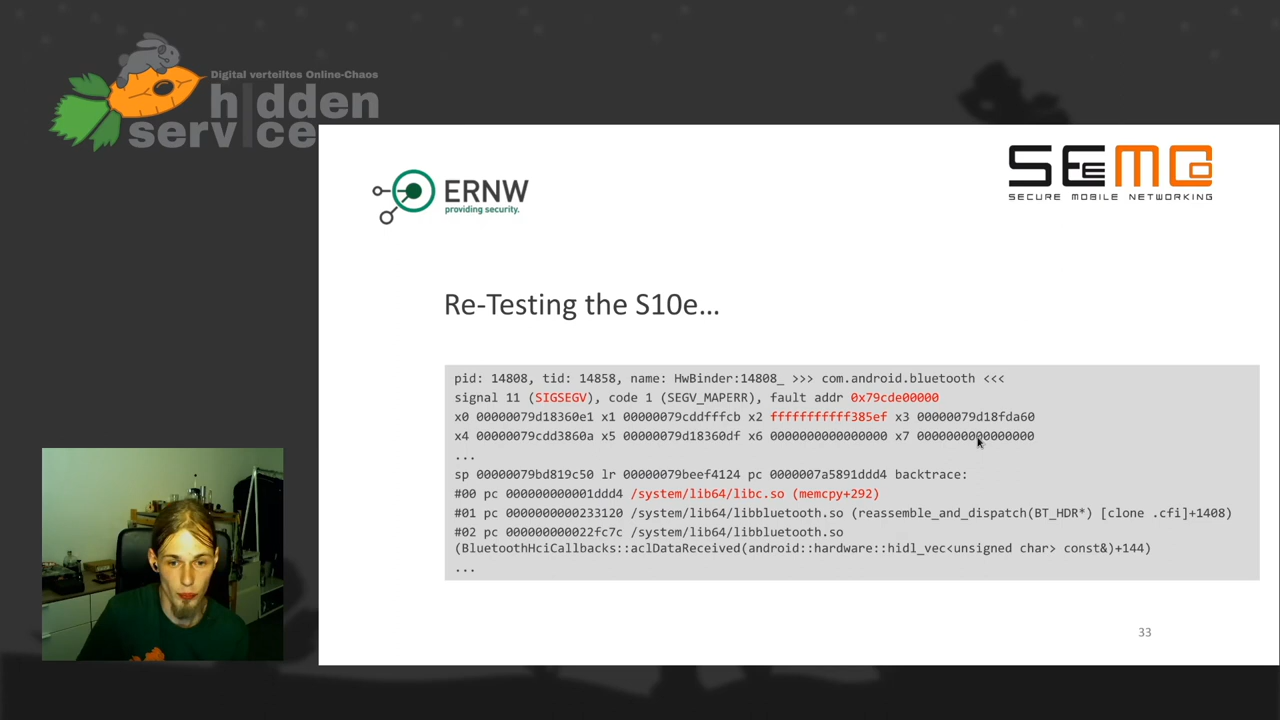 Digital verteiltes Online-Chaos
hidden
service
ERNW
providing security.
SEEMOO
SECURE MOBILE NETWORKING
Re-Testing the S10e…
pid: 14808, tid: 14858, name: HwBinder:14808_ >>> com.android.bluetooth <<<
signal 11 (SIGSEGV), code 1 (SEGV_MAPERR), fault addr 0x79cde00000
x0 00000079d18360e1 x1 00000079cddfffcb x2 fffffffffff385ef x3 00000079d18fda60
x4 00000079cdd3860a x5 00000079d18360df x6 0000000000000000 x7 0000000000000000
...
sp 00000079bd819c50 lr 00000079beef4124 pc 0000007a5891ddd4 backtrace:
#00 pc 000000000001ddd4 /system/lib64/libc.so (memcpy+292)
#01 pc 0000000000233120 /system/lib64/libbluetooth.so (reassemble_and_dispatch(BT_HDR*) [clone .cfi]+1408)
#02 pc 000000000022fc7c /system/lib64/libbluetooth.so
(BluetoothHciCallbacks::aclDataReceived(android::hardware::hidl_vec<unsigned char> const&)+144)
...
33